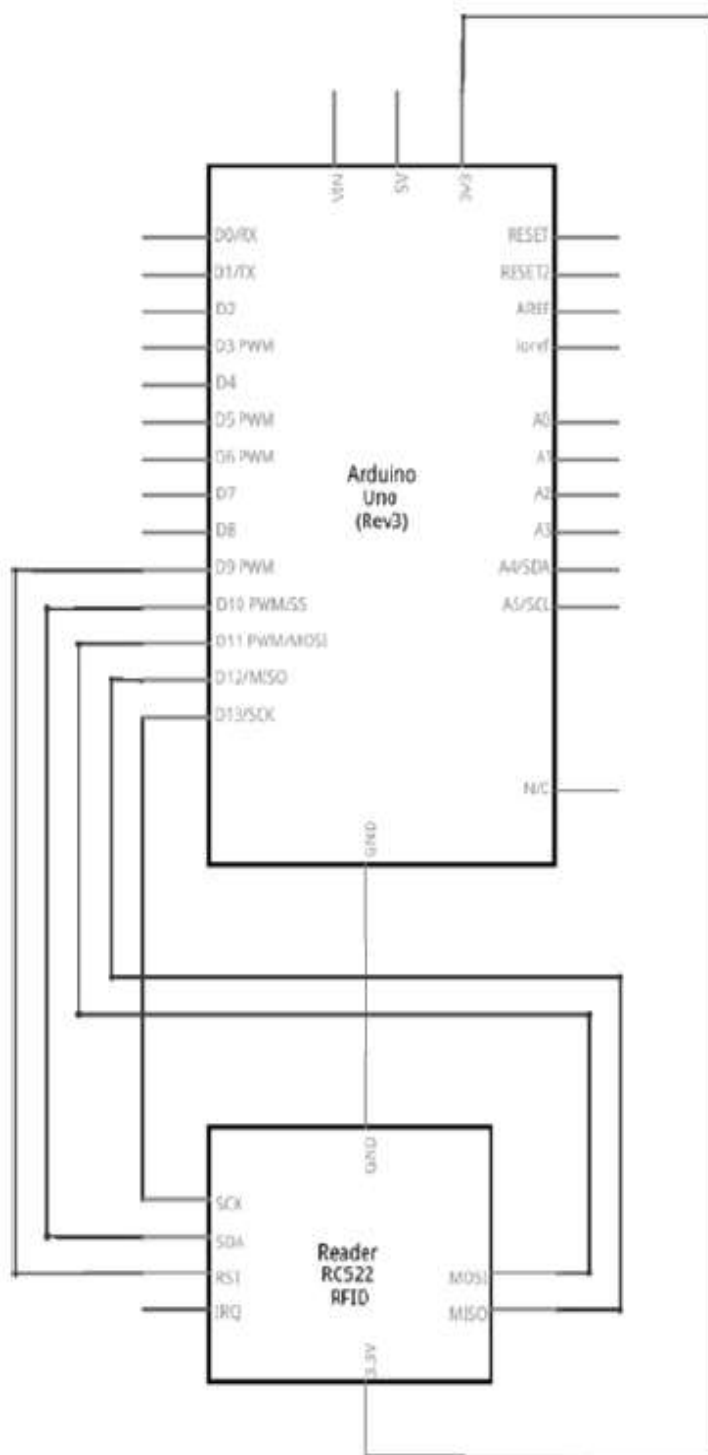 VIN
5V
3V3
D0/RX
RESET
D1/TX
RESET2
D2
AREF
D3 PWM
ioref
D4
D5 PWM
A0
D6 PWM
A1
D7
A2
D8
A3
Arduino
Uno
(Rev3)
D9 PWM
A4/SDA
D10 PWM/SS
A5/SCL
D11 PWM/MOSI
D12/MISO
D13/SCK
N/C
GND
GND
SCK
SDA
RST
IRQ
Reader
RC522
RFID
MOSI
MISO
3.3V